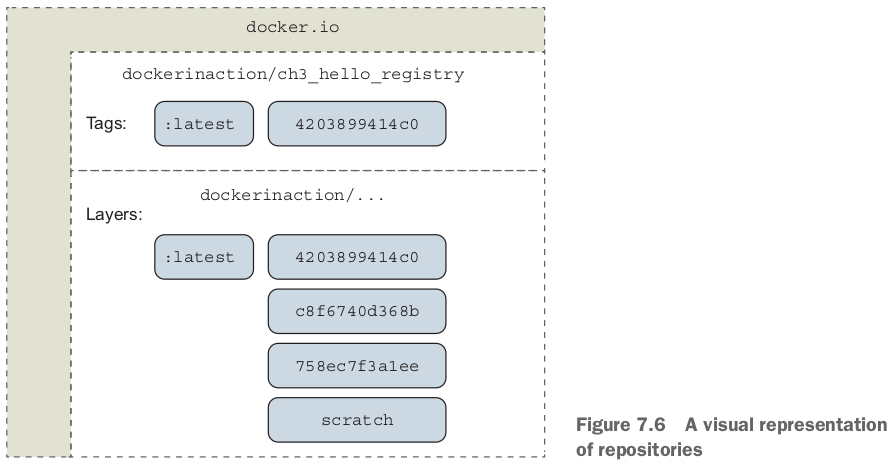 docker.io
dockerinaction/ch3_hello_registry
Tags: :latest 4203899414c0
dockerinaction/...
Layers:
:latest 4203899414c0
c8f6740d368b
758ec7f3a1ee
scratch
Figure 7.6 A visual representation
of repositories